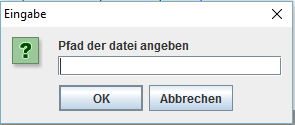 Eingabe
Pfad der datei angeben
OK
Abbrechen